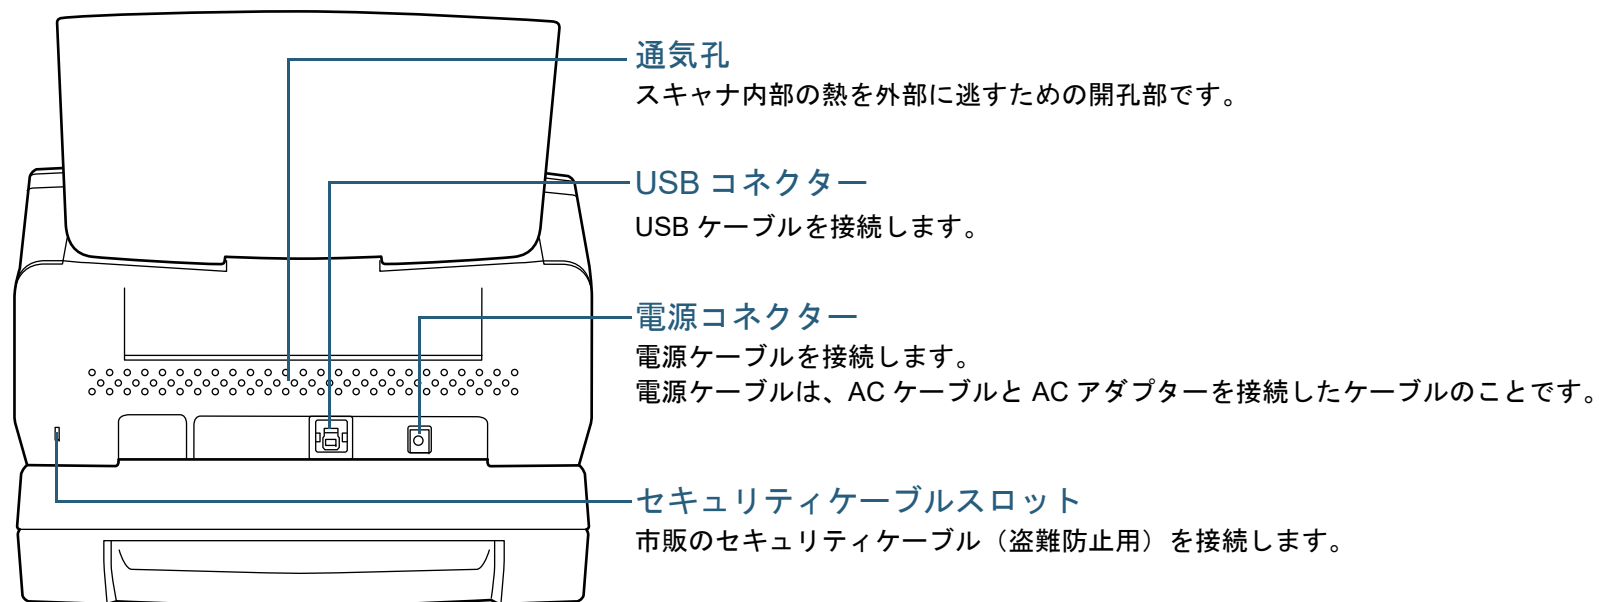 通気孔
スキャナ内部の熱を外部に逃すための開孔部です。
USB コネクター
USB ケーブルを接続します。
電源コネクター
電源ケーブルを接続します。
電源ケーブルは、AC ケーブルと AC アダプターを接続したケーブルのことです。
セキュリティケーブルスロット
市販のセキュリティケーブル（盗難防止用）を接続します。